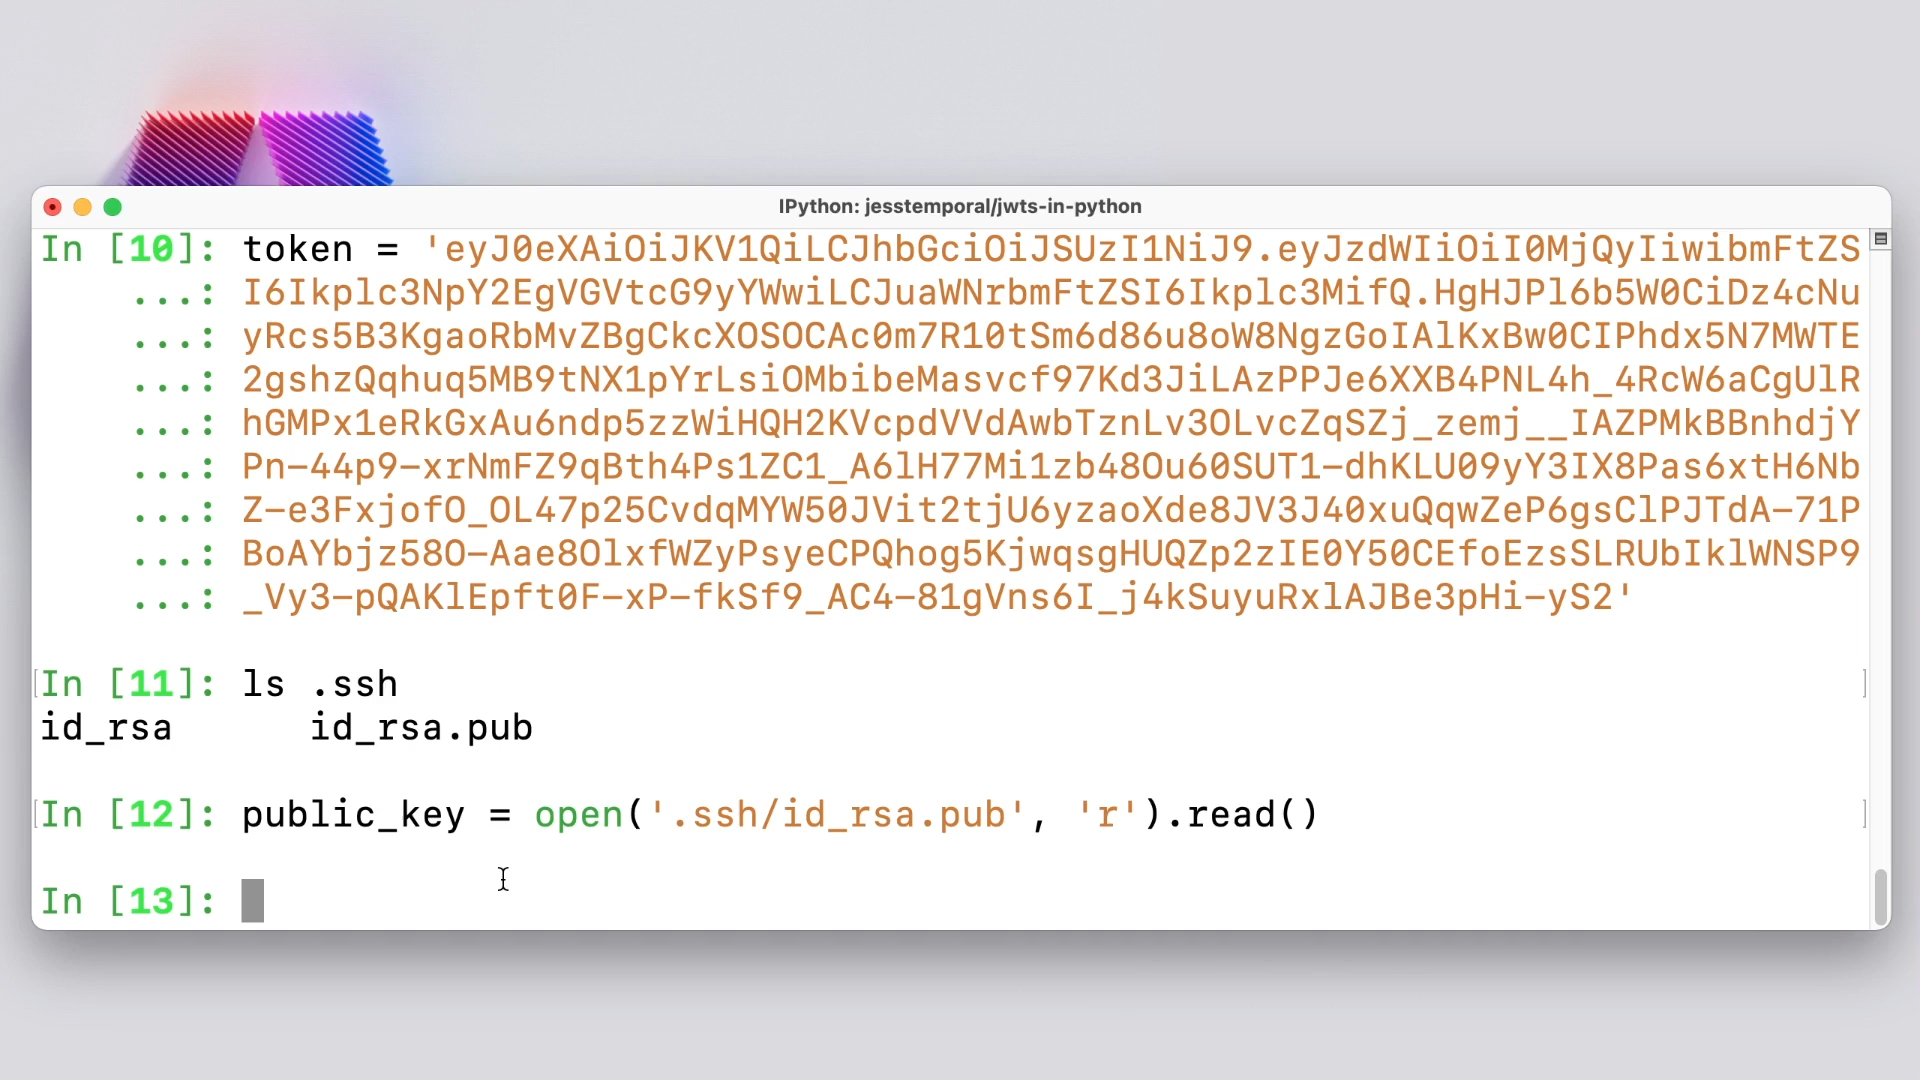 IPython: jesstemporal/jwts-in-python
In [10]: token = 'eyJ0eXAiOiJKV1QiLCJhbGciOiJSUzI1NiJ9.eyJzdWIiOiI0MjQyIiwibmFtZS
...: I6Ikplc3NpY2EgVGVtcG9yYWwiLCJuaWNrbmFtZSI6Ikplc3MifQ.HgHJPl6b5W0CiDz4cNu
...: yRcs5B3KgaoRbMvZBgCkcXOSOCAc0m7R10tSm6d86u8oW8NgzGoIAlKxBw0CIPhdx5N7MWTE
...: 2gshzQqhuq5MB9tNX1pYrLsiOMbibeMasvcf97Kd3JiLAzPPJe6XXB4PNL4h_4RcW6aCgUlR
...: hGMPx1eRkGxAu6ndp5zzWiHQH2KVcpdVVdAwbTznLv3OLvcZqSZj_zemj__IAZPMkBBnhdjY
...: Pn-44p9-xrNmFZ9qBth4Ps1ZC1_A6lH77Mi1zb48Ou60SUT1-dhKLU09yY3IX8Pas6xtH6Nb
...: Z-e3FxjofO_OL47p25CvdqMYW50JVit2tjU6yzaoXde8JV3J40xuQqwZeP6gsClPJTdA-71P
...: BoAYbjz58O-Aae8OlxfWZyPsyeCPQhog5KjwqsgHUQZp2zIE0Y50CEfoEzsSLRUbIklWNSP9
...: _Vy3-pQAKlEpft0F-xP-fkSf9_AC4-81gVns6I_j4kSuyuRxlAJBe3pHi-yS2'
In [11]: ls .ssh
id_rsa id_rsa.pub
In [12]: public_key = open('.ssh/id_rsa.pub', 'r').read()
In [13]: